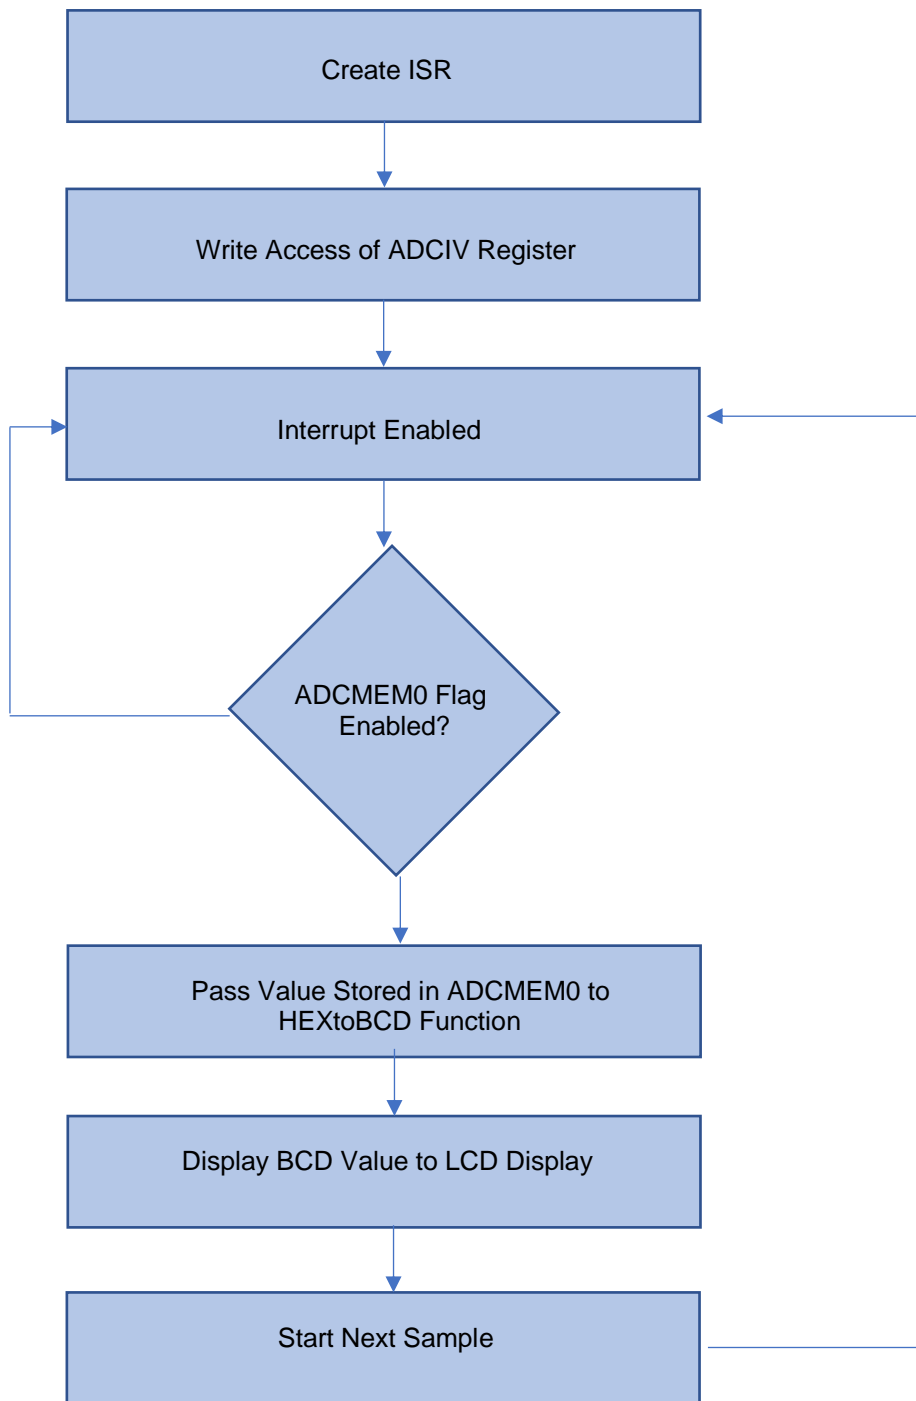 Create ISR
Write Access of ADCIV Register
Interrupt Enabled
ADCMEM0 Flag
Enabled?
Pass Value Stored in ADCMEM0 to
HEXtoBCD Function
Display BCD Value to LCD Display
Start Next Sample